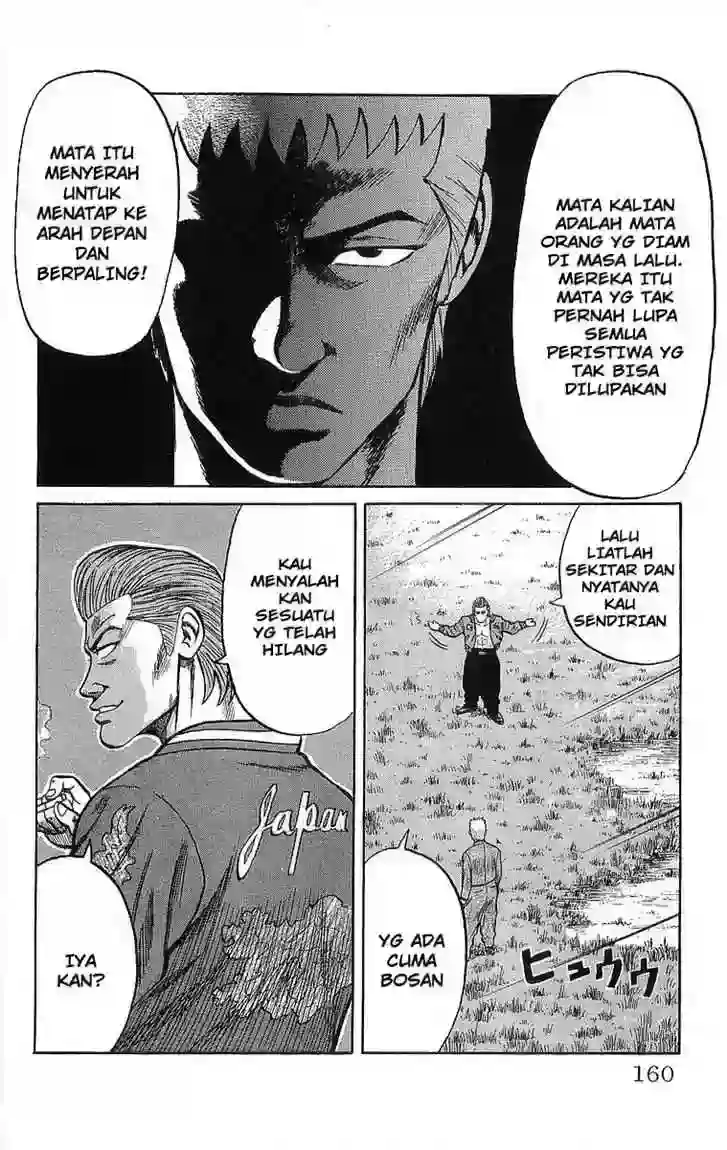 MATA KALIAN
ADALAH MATA
ORANG YG DIAM
DI MASA LALU.
MEREKA ITU
MATA YG TAK
PERNAH LUPA
SEMUA
PERISTIWA YG
TAK BISA
DILUPAKAN
MATA ITU
MENYERAH
UNTUK
MENATAP KE
ARAH DEPAN
DAN
BERPALING!
LALU
LIATLAH
SEKITAR DAN
NYATANYA
KAU
SENDIRIAN
YG ADA
CUMA
BOSAN
ヒュウウ
KAU
MENYALAH
KAN
SESUATU
YG TELAH
HILANG
Japan
IYA
KAN?
160